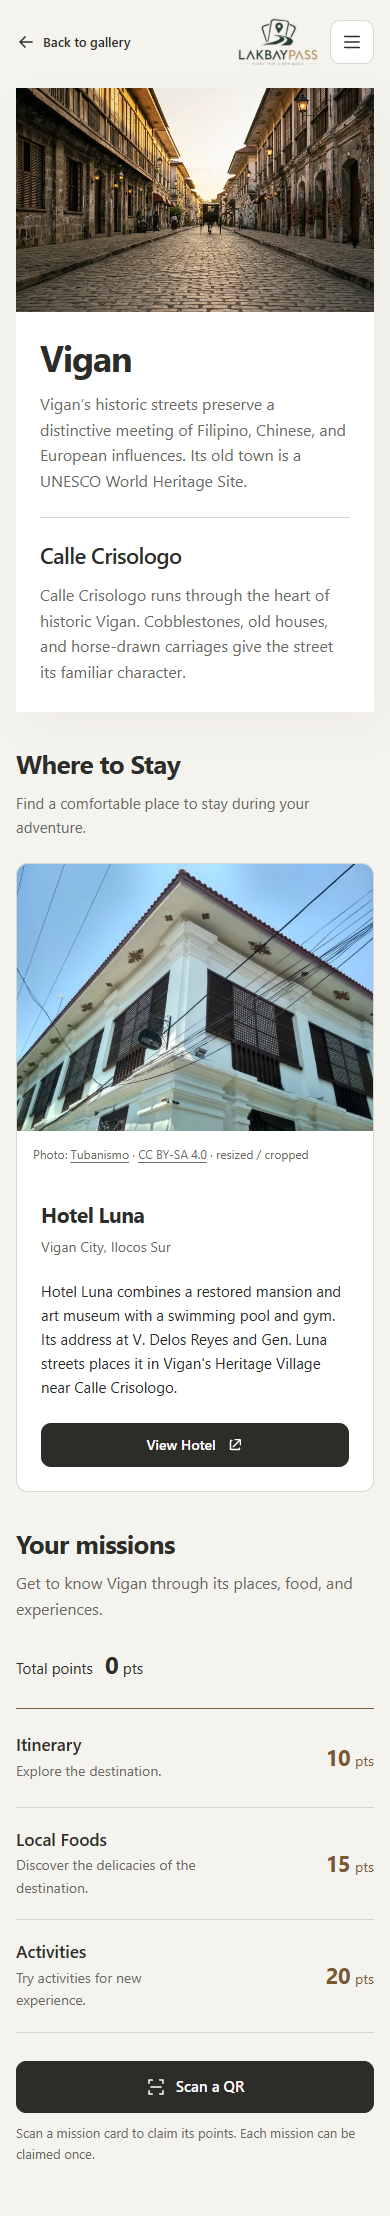 Back to gallery
LAKBAYPASS
Vigan
Vigan's historic streets preserve a
distinctive meeting of Filipino, Chinese, and
European influences. Its old town is a
UNESCO World Heritage Site.
Calle Crisologo
Calle Crisologo runs through the heart of
historic Vigan. Cobblestones, old houses,
and horse-drawn carriages give the street
its familiar character.
Where to Stay
Find a comfortable place to stay during your
adventure.
Photo: Tubanismo · CC BY-SA 4.0 · resized / cropped
Hotel Luna
Vigan City, Ilocos Sur
Hotel Luna combines a restored mansion and
art museum with a swimming pool and gym.
Its address at V. Delos Reyes and Gen. Luna
streets places it in Vigan's Heritage Village
near Calle Crisologo.
View Hotel
Your missions
Get to know Vigan through its places, food, and
experiences.
Total points 0 pts
Itinerary
Explore the destination.
10 pts
Local Foods
Discover the delicacies of the
destination.
15 pts
Activities
Try activities for new
experience.
20 pts
Scan a QR
Scan a mission card to claim its points. Each mission can be
claimed once.